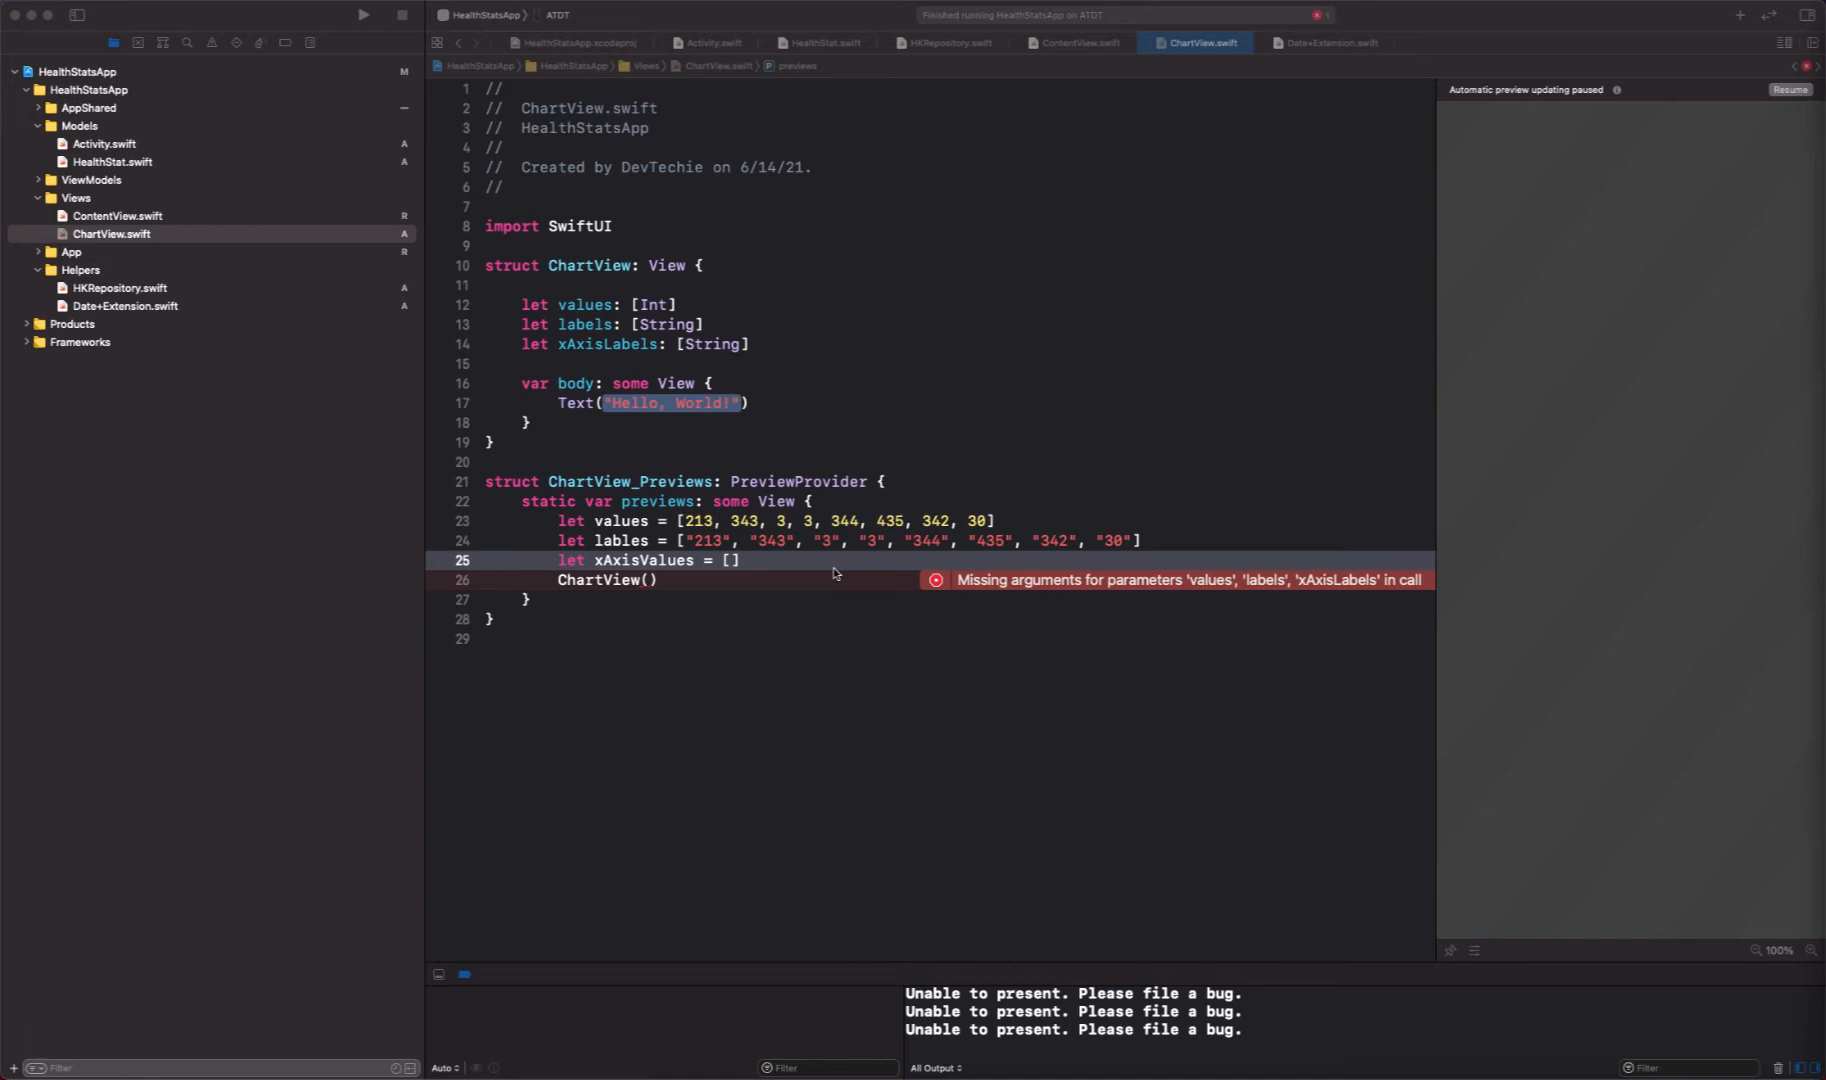 HealthStatsApp
ATDT
Finished running HealthStatsApp on ATDT
1
HealthStatsApp.xcodeproj
Activity.swift
HealthStat.swift
HKRepository.swift
ContentView.swift
ChartView.swift
Date+Extension.swift
HealthStatsApp
HealthStatsApp
Views
ChartView.swift
P
previews
HealthStatsApp M
HealthStatsApp
AppShared
Models
Activity.swift A
HealthStat.swift A
ViewModels
Views
ContentView.swift R
ChartView.swift A
App R
Helpers
HKRepository.swift A
Date+Extension.swift A
Products
Frameworks
Filter
1 //
2 //  ChartView.swift
3 //  HealthStatsApp
4 //
5 //  Created by DevTechie on 6/14/21.
6 //
7
8 import SwiftUI
9
10 struct ChartView: View {
11
12     let values: [Int]
13     let labels: [String]
14     let xAxisLabels: [String]
15
16     var body: some View {
17         Text("Hello, World!")
18     }
19 }
20
21 struct ChartView_Previews: PreviewProvider {
22     static var previews: some View {
23         let values = [213, 343, 3, 3, 344, 435, 342, 30]
24         let lables = ["213", "343", "3", "3", "344", "435", "342", "30"]
25         let xAxisValues = []
26         ChartView()
Missing arguments for parameters 'values', 'labels', 'xAxisLabels' in call
27     }
28 }
29
Automatic preview updating paused
Resume
100%
Unable to present. Please file a bug.
Unable to present. Please file a bug.
Unable to present. Please file a bug.
Auto
Filter
All Output
Filter